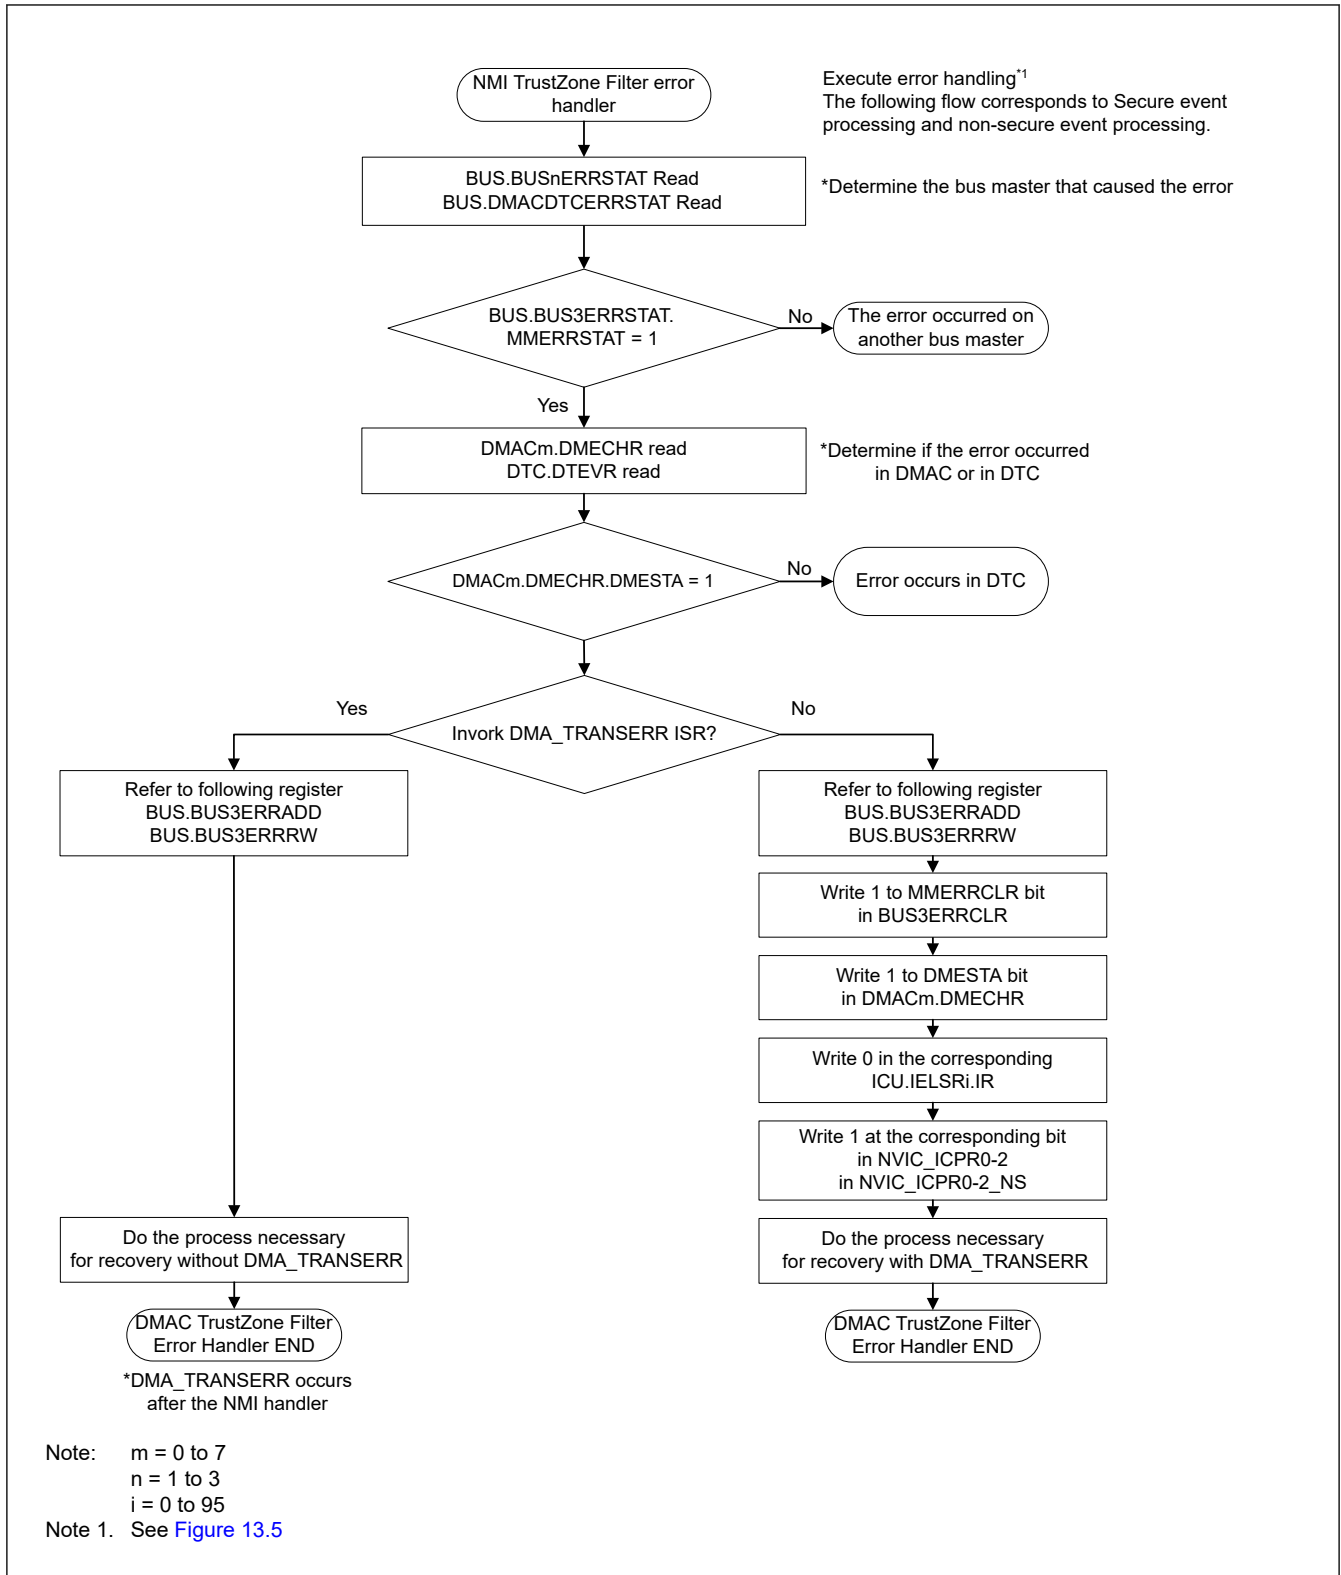 NMI TrustZone Filter error
handler
Execute error handling*1
The following flow corresponds to Secure event
processing and non-secure event processing.
BUS.BUSnERRSTAT Read
BUS.DMACDTCERRSTAT Read
*Determine the bus master that caused the error
BUS.BUS3ERRSTAT.
MMERRSTAT = 1
No
The error occurred on
another bus master
Yes
DMACm.DMECHR read
DTC.DTEVR read
*Determine if the error occurred
in DMAC or in DTC
DMACm.DMECHR.DMESTA = 1
No
Error occurs in DTC
Invork DMA_TRANSERR ISR?
Yes
No
Refer to following register
BUS.BUS3ERRADD
BUS.BUS3ERRRW
Do the process necessary
for recovery without DMA_TRANSERR
DMAC TrustZone Filter
Error Handler END
*DMA_TRANSERR occurs
after the NMI handler
Refer to following register
BUS.BUS3ERRADD
BUS.BUS3ERRRW
Write 1 to MMERRCLR bit
in BUS3ERRCLR
Write 1 to DMESTA bit
in DMACm.DMECHR
Write 0 in the corresponding
ICU.IELSRi.IR
Write 1 at the corresponding bit
in NVIC_ICPR0-2
in NVIC_ICPR0-2_NS
Do the process necessary
for recovery with DMA_TRANSERR
DMAC TrustZone Filter
Error Handler END
Note: m = 0 to 7
n = 1 to 3
i = 0 to 95
Note 1. See Figure 13.5